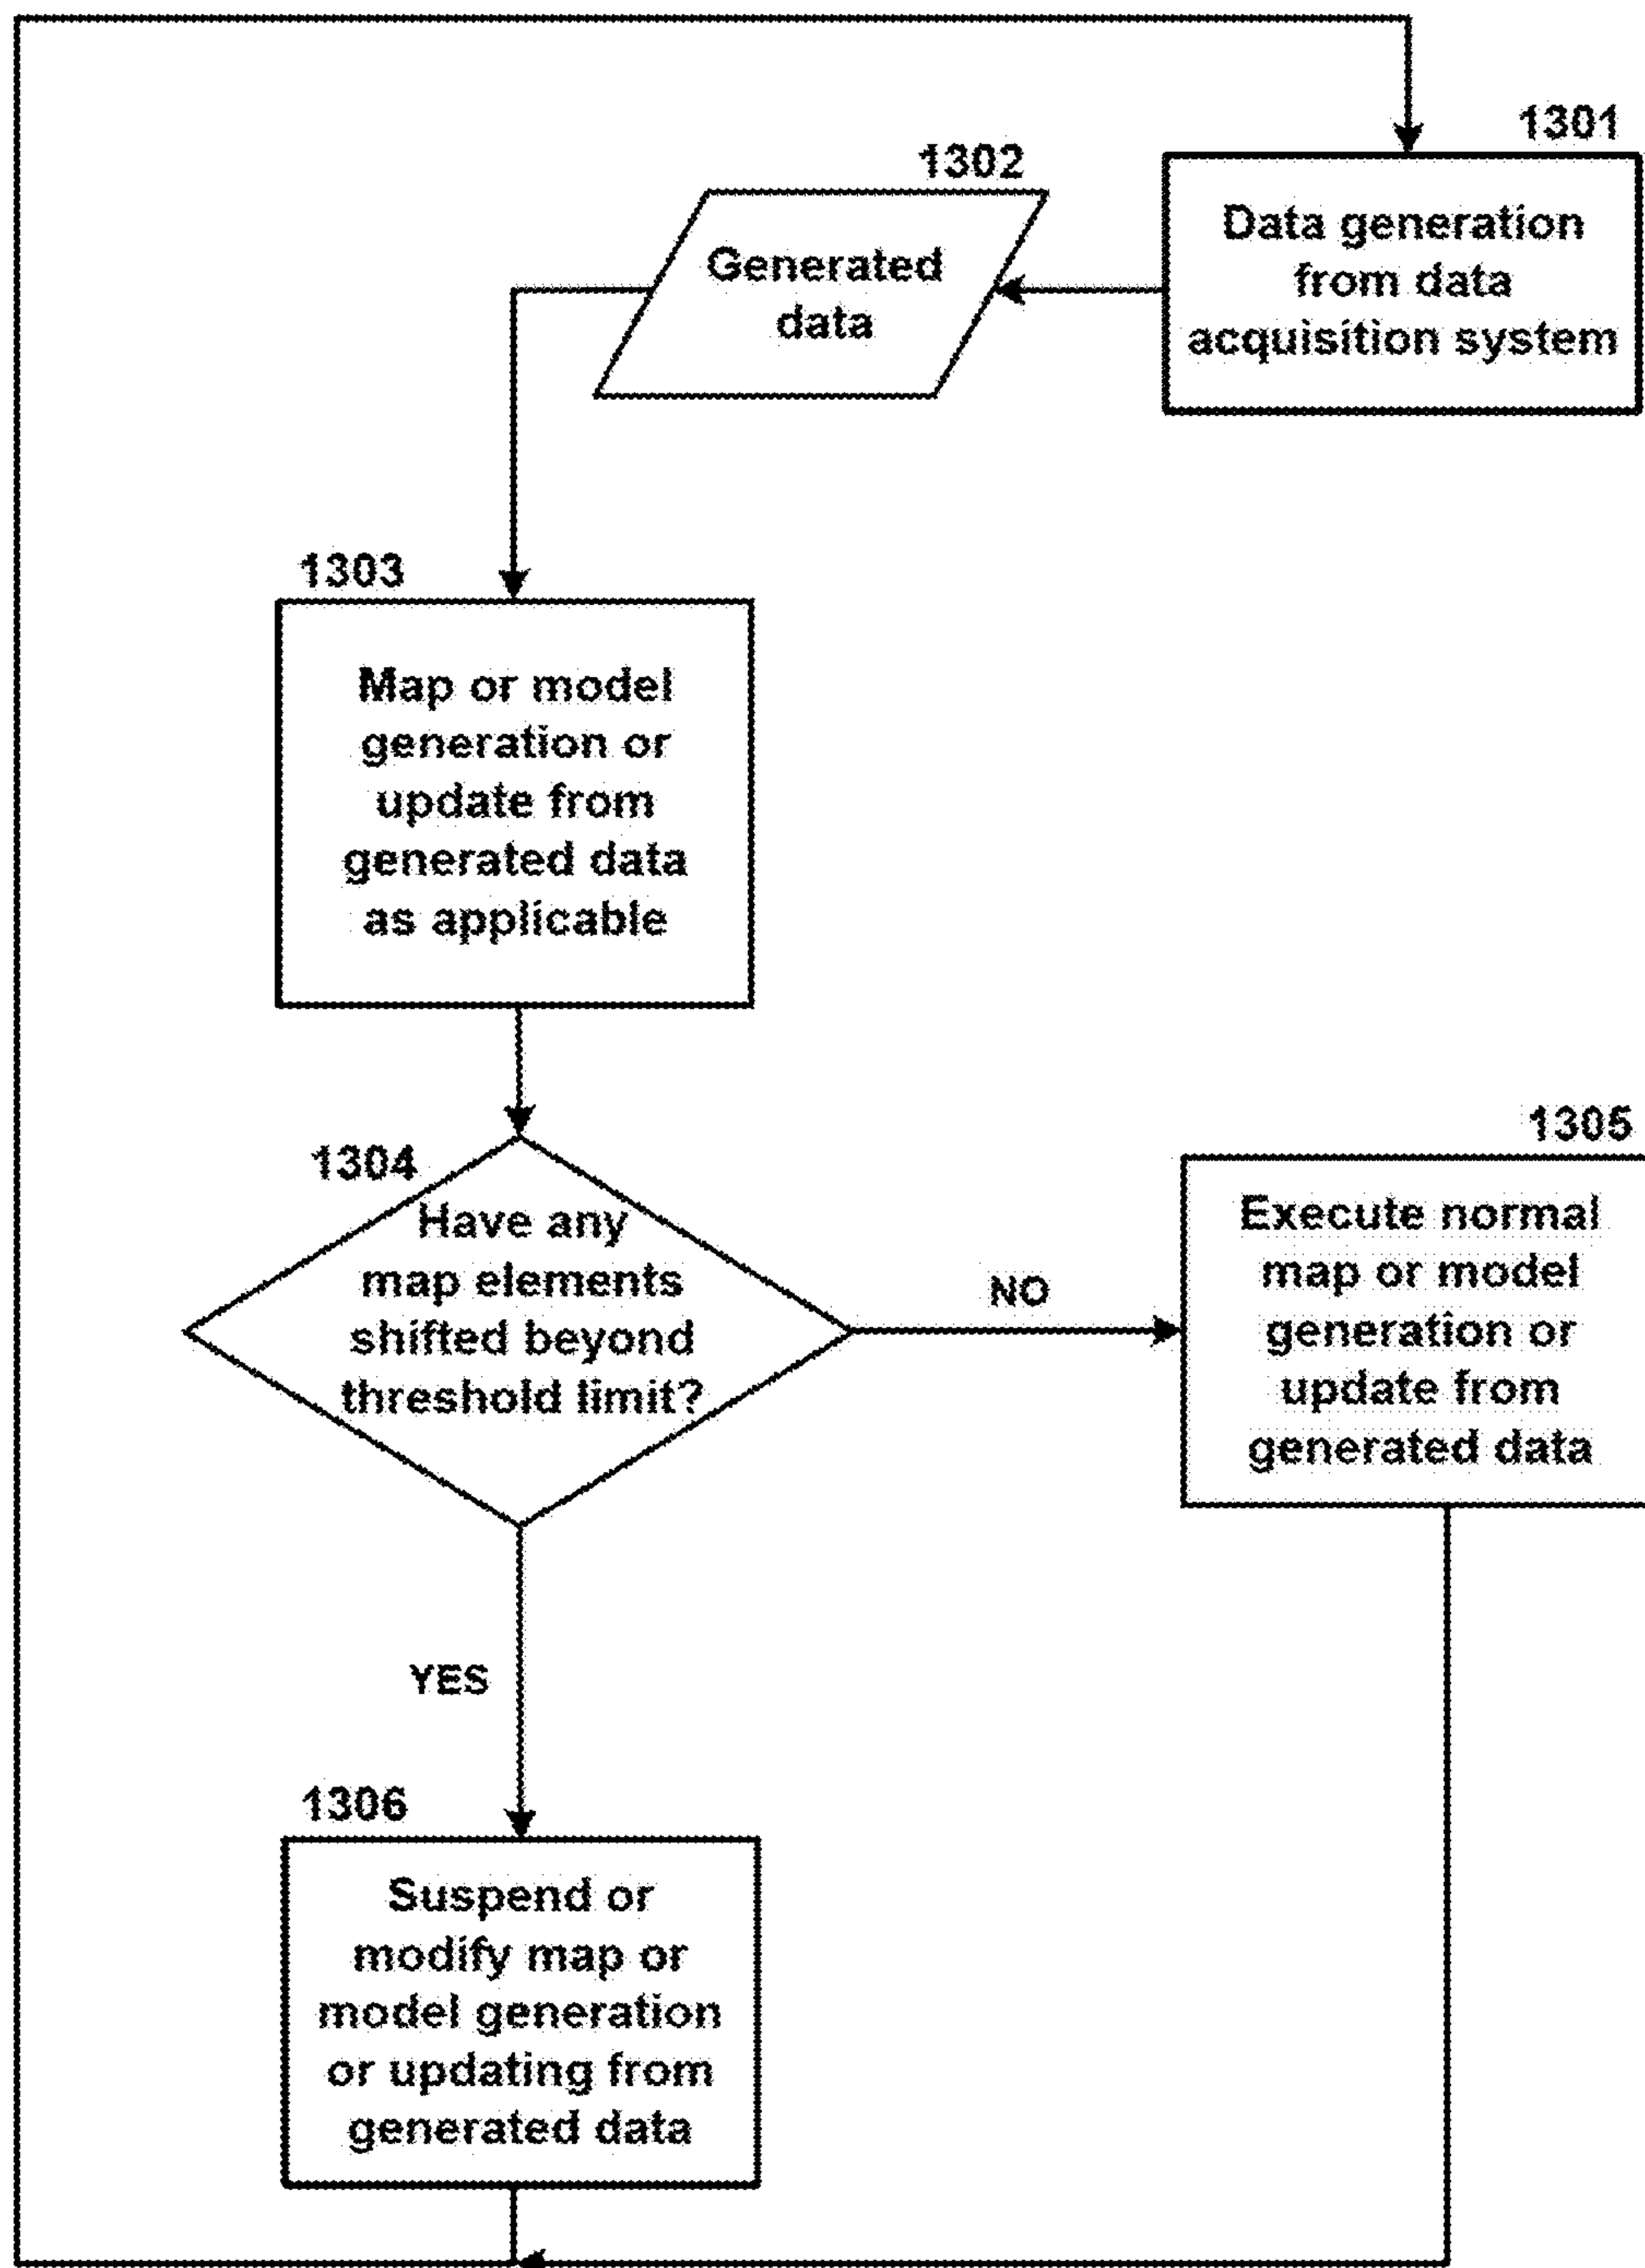 1301
Data generation
from data
acquisition system
1302
Generated
data
1303
Map or model
generation or
update from
generated data
as applicable
1304
Have any
map elements
shifted beyond
threshold limit?
NO
1305
Execute normal
map or model
generation or
update from
generated data
YES
1306
Suspend or
modify map or
model generation
or updating from
generated data